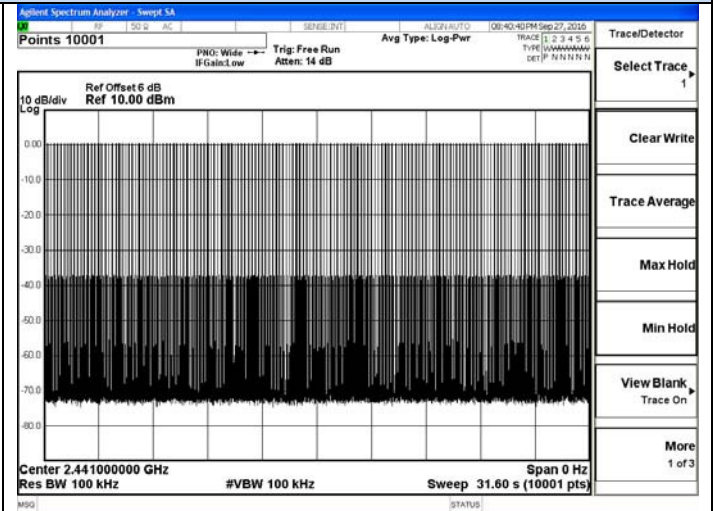 Agilent Spectrum Analyzer - Swept SA
RF 50 Ω AC SENSE:INT ALIGN AUTO 08:40:40 PM Sep 27, 2016
Points 10001
PNO: Wide
IFGain:Low
Trig: Free Run
Atten: 14 dB
Avg Type: Log-Pwr
TRACE 1 2 3 4 5 6
TYPE
DET P N N N N N
Ref Offset 6 dB
Ref 10.00 dBm
10 dB/div
Log
0.00
-10.0
-20.0
-30.0
-40.0
-50.0
-60.0
-70.0
-80.0
Center 2.441000000 GHz
Span 0 Hz
Res BW 100 kHz
#VBW 100 kHz
Sweep 31.60 s (10001 pts)
MSG
STATUS
Trace/Detector
Select Trace
1
Clear Write
Trace Average
Max Hold
Min Hold
View Blank
Trace On
More
1 of 3